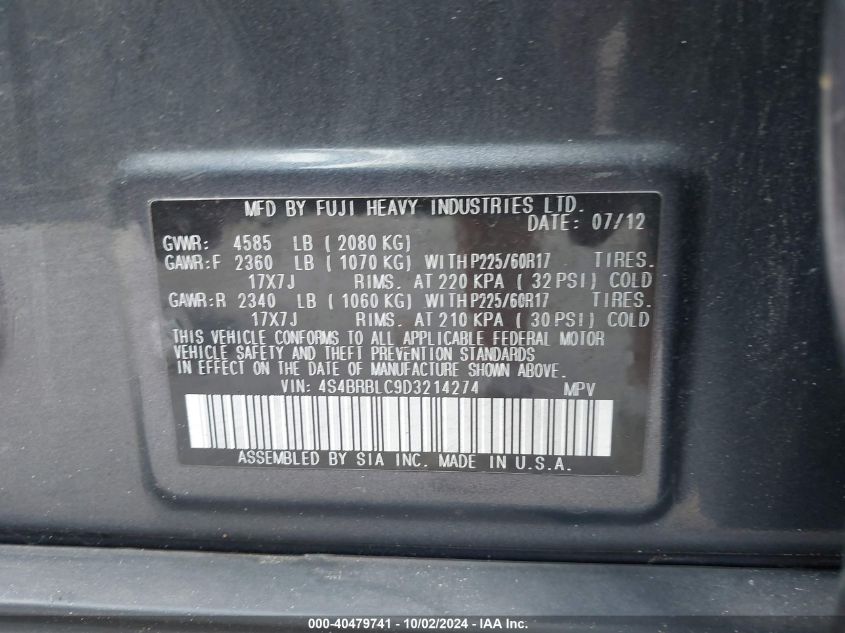 MFD BY FUJI HEAVY INDUSTRIES LTD.
DATE: 07/12
GVWR: 4585 LB ( 2080 KG)
GAWR:F 2360 LB ( 1070 KG) WITH P225/60R17 TIRES.
17X7J RIMS. AT 220 KPA ( 32 PSI) COLD
GAWR:R 2340 LB ( 1060 KG) WITH P225/60R17 TIRES.
17X7J RIMS. AT 210 KPA ( 30 PSI) COLD
THIS VEHICLE CONFORMS TO ALL APPLICABLE FEDERAL MOTOR
VEHICLE SAFETY AND THEFT PREVENTION STANDARDS
IN EFFECT ON THE DATE OF MANUFACTURE SHOWN ABOVE.
VIN: 4S4BRBLC9D3214274 MPV
ASSEMBLED BY SIA INC. MADE IN U.S.A.
000-40479741 - 10/02/2024 - IAA Inc.